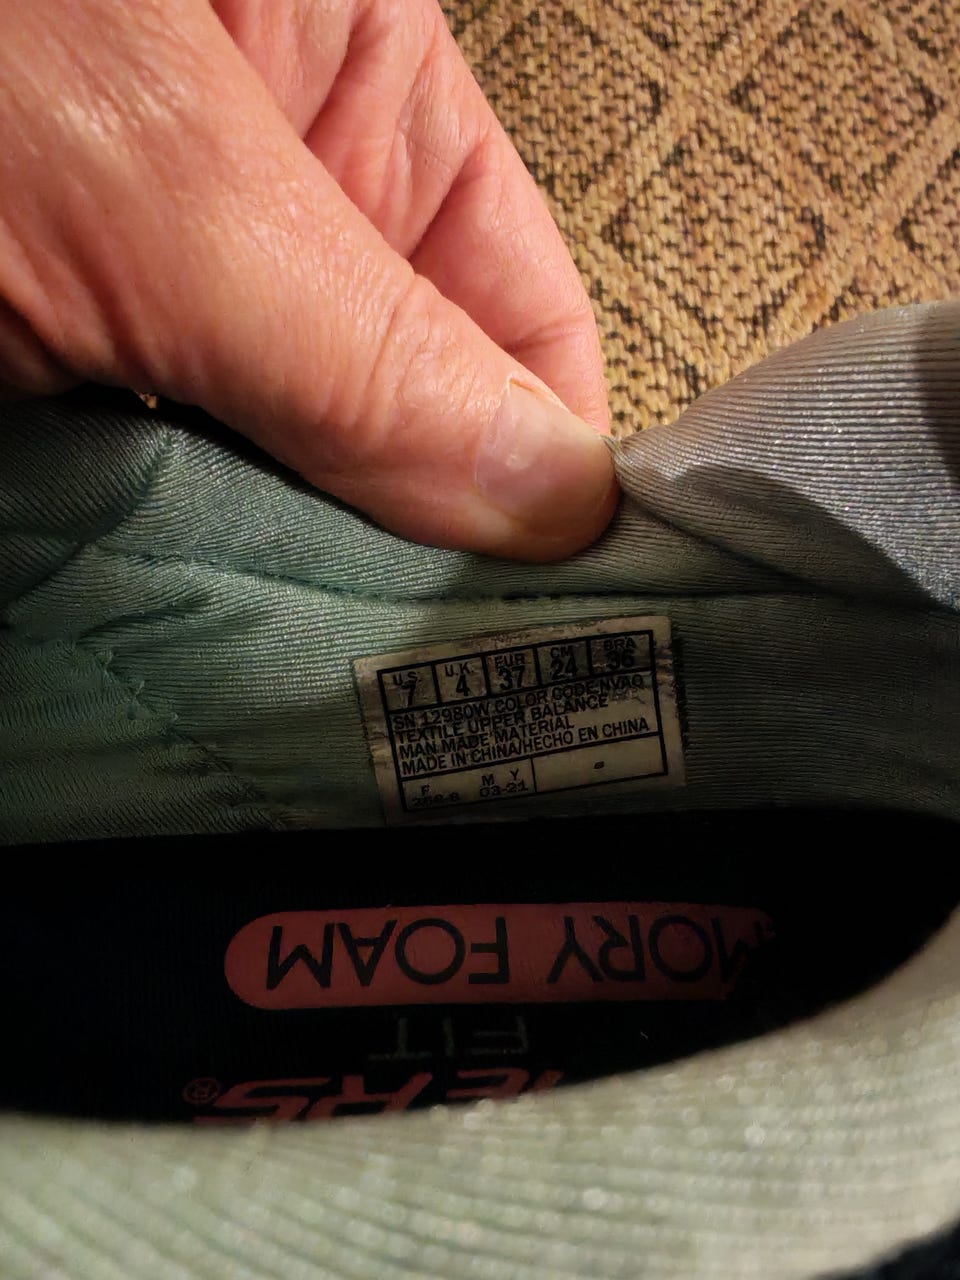 U.S. U.K. EUR CM BRA
7 4 37 24 36
SN 12980W COLOR CODE NVAQ
TEXTILE UPPER BALANCE
MAN MADE MATERIAL
MADE IN CHINA/HECHO EN CHINA
F M Y
03-21
FOAM
FIT
®